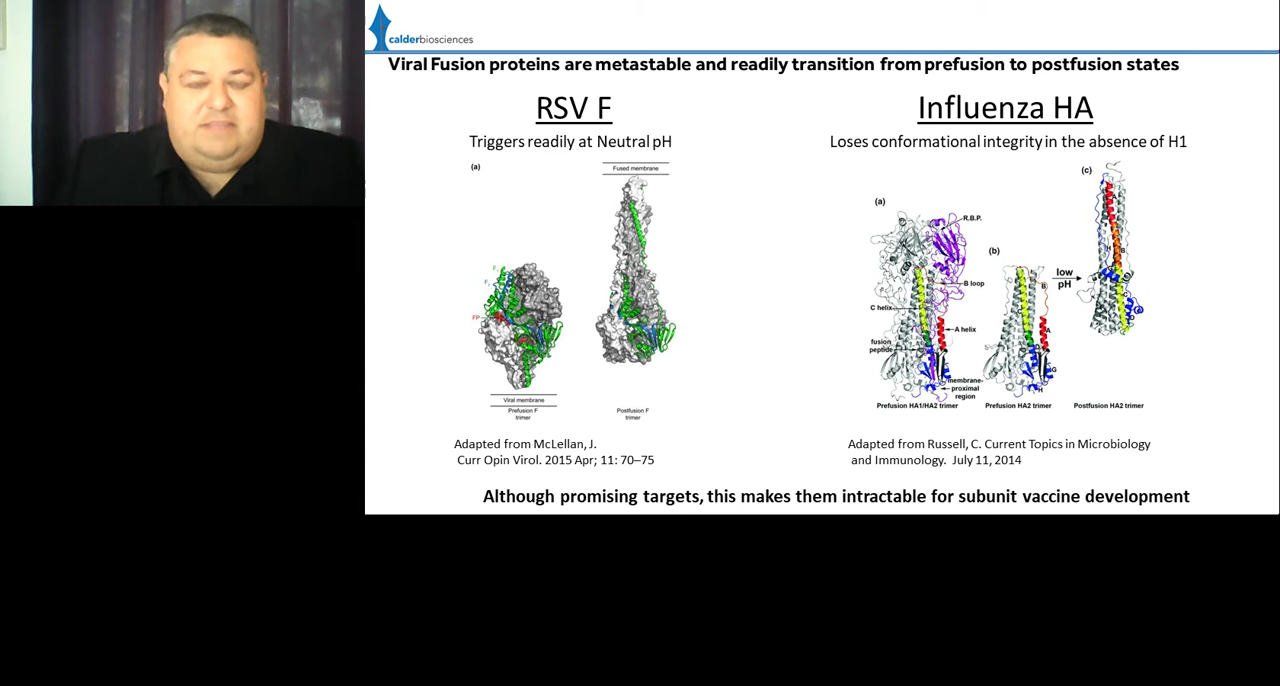 calderbiosciences
Viral Fusion proteins are metastable and readily transition from prefusion to postfusion states
RSV F
Triggers readily at Neutral pH
(a)
Fused membrane
FP
Viral membrane
Prefusion F
trimer
Postfusion F
trimer
Adapted from McLellan, J.
Curr Opin Virol. 2015 Apr; 11: 70–75
Influenza HA
Loses conformational integrity in the absence of H1
(a)
R.B.P.
B loop
C helix
A helix
fusion
peptide
membrane-
proximal
region
Prefusion HA1/HA2 trimer
(b)
B
A
G
H
Prefusion HA2 trimer
low
pH
(c)
B
Postfusion HA2 trimer
Adapted from Russell, C. Current Topics in Microbiology
and Immunology. July 11, 2014
Although promising targets, this makes them intractable for subunit vaccine development